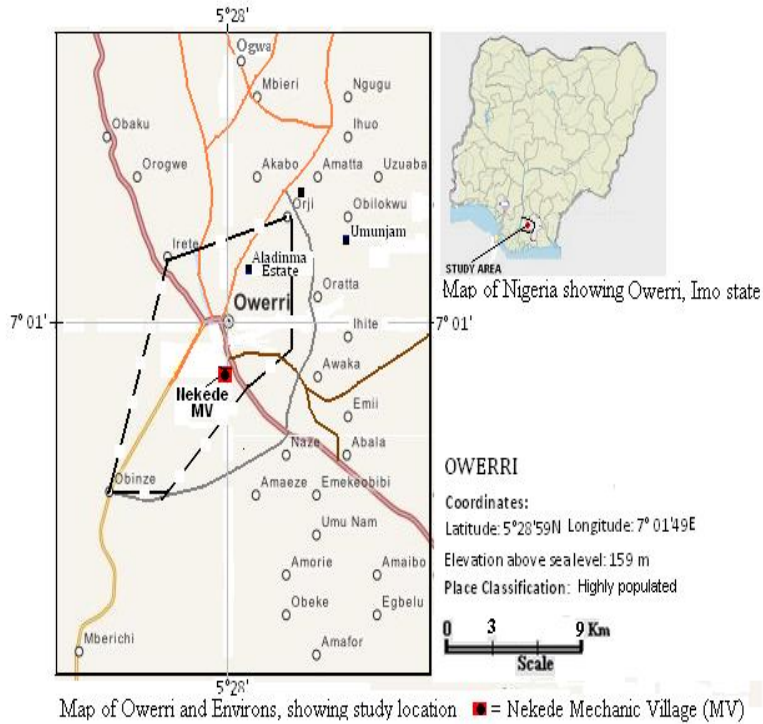 5°28'
Ogwa
Mbieri
Ngugu
Obaku
Ihuo
Orogwe
Akabo
Amatta
Uzuaba
Orji
Obilokwu
Umunjam
Irete
Aladinma
Estate
Oratta
Owerri
7°01'
7°01'
Ihite
Nekede
MV
Awaka
Emii
Naze
Abala
Obinze
Amaeze
Emekeobibi
Umu Nam
Amorie
Amaibo
Obeke
Egbelu
Mberichi
Amafor
5°28'
STUDY AREA
Map of Nigeria showing Owerri, Imo state
OWERRI
Coordinates:
Latitude: 5°28'59N Longitude: 7° 01'49E
Elevation above sea level: 159 m
Place Classification: Highly populated
0 3 9 Km
Scale
Map of Owerri and Environs, showing study location = Nekede Mechanic Village (MV)